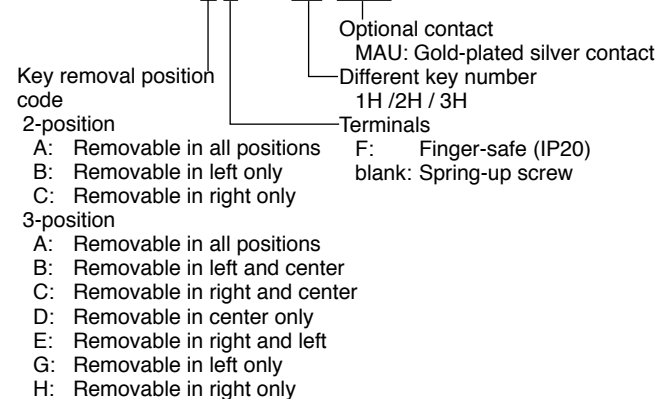 Optional contact
MAU: Gold-plated silver contact
Key removal position code
Different key number
1H /2H / 3H
Terminals
F: Finger-safe (IP20)
blank: Spring-up screw
2-position
A: Removable in all positions
B: Removable in left only
C: Removable in right only
3-position
A: Removable in all positions
B: Removable in left and center
C: Removable in right and center
D: Removable in center only
E: Removable in right and left
G: Removable in left only
H: Removable in right only